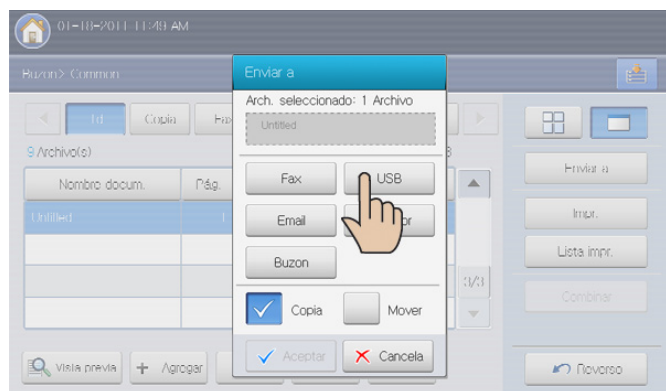 01-18-2011 11:49 AM
Buzon> Common
Enviar a
Arch. seleccionado: 1 Archivo
Untitled
Copia
9 Archivo(s)
Nombre docum.
Pág.
Untitled
1
Fax
USB
Email
Buzon
Copia
Mover
Aceptar
Cancela
3/3
Enviar a
Impr.
Lista impr.
Combinar
Vista previa
Agregar
Reverso